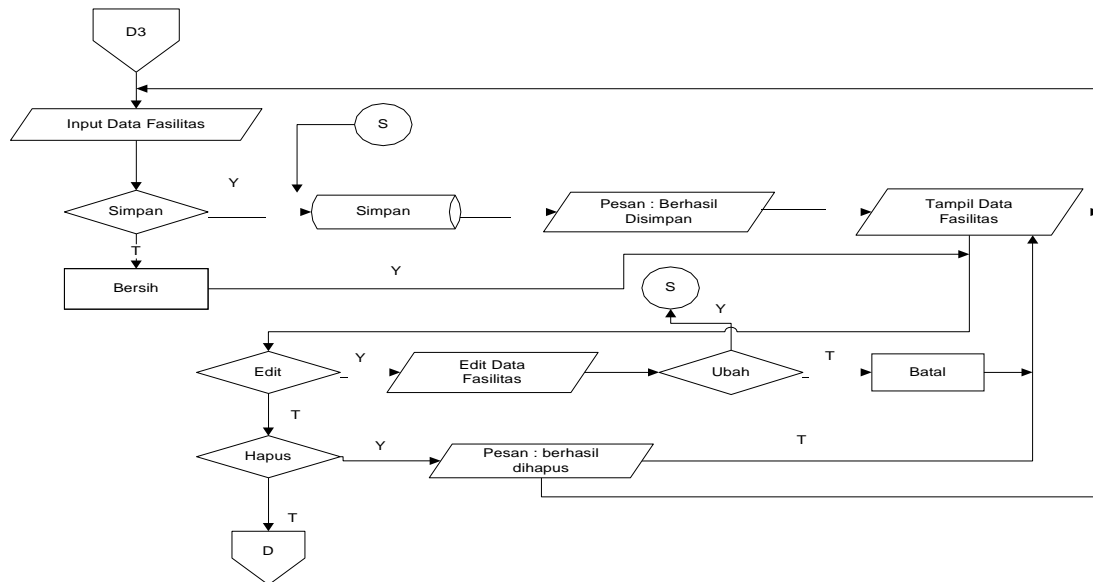 D3
Input Data Fasilitas
S
Y
Simpan
Simpan
Pesan : Berhasil
Disimpan
Tampil Data
Fasilitas
T
Bersih
Y
S
Y
Edit
Y
Edit Data
Fasilitas
Ubah
T
Batal
T
Hapus
Y
Pesan : berhasil
dihapus
T
T
D